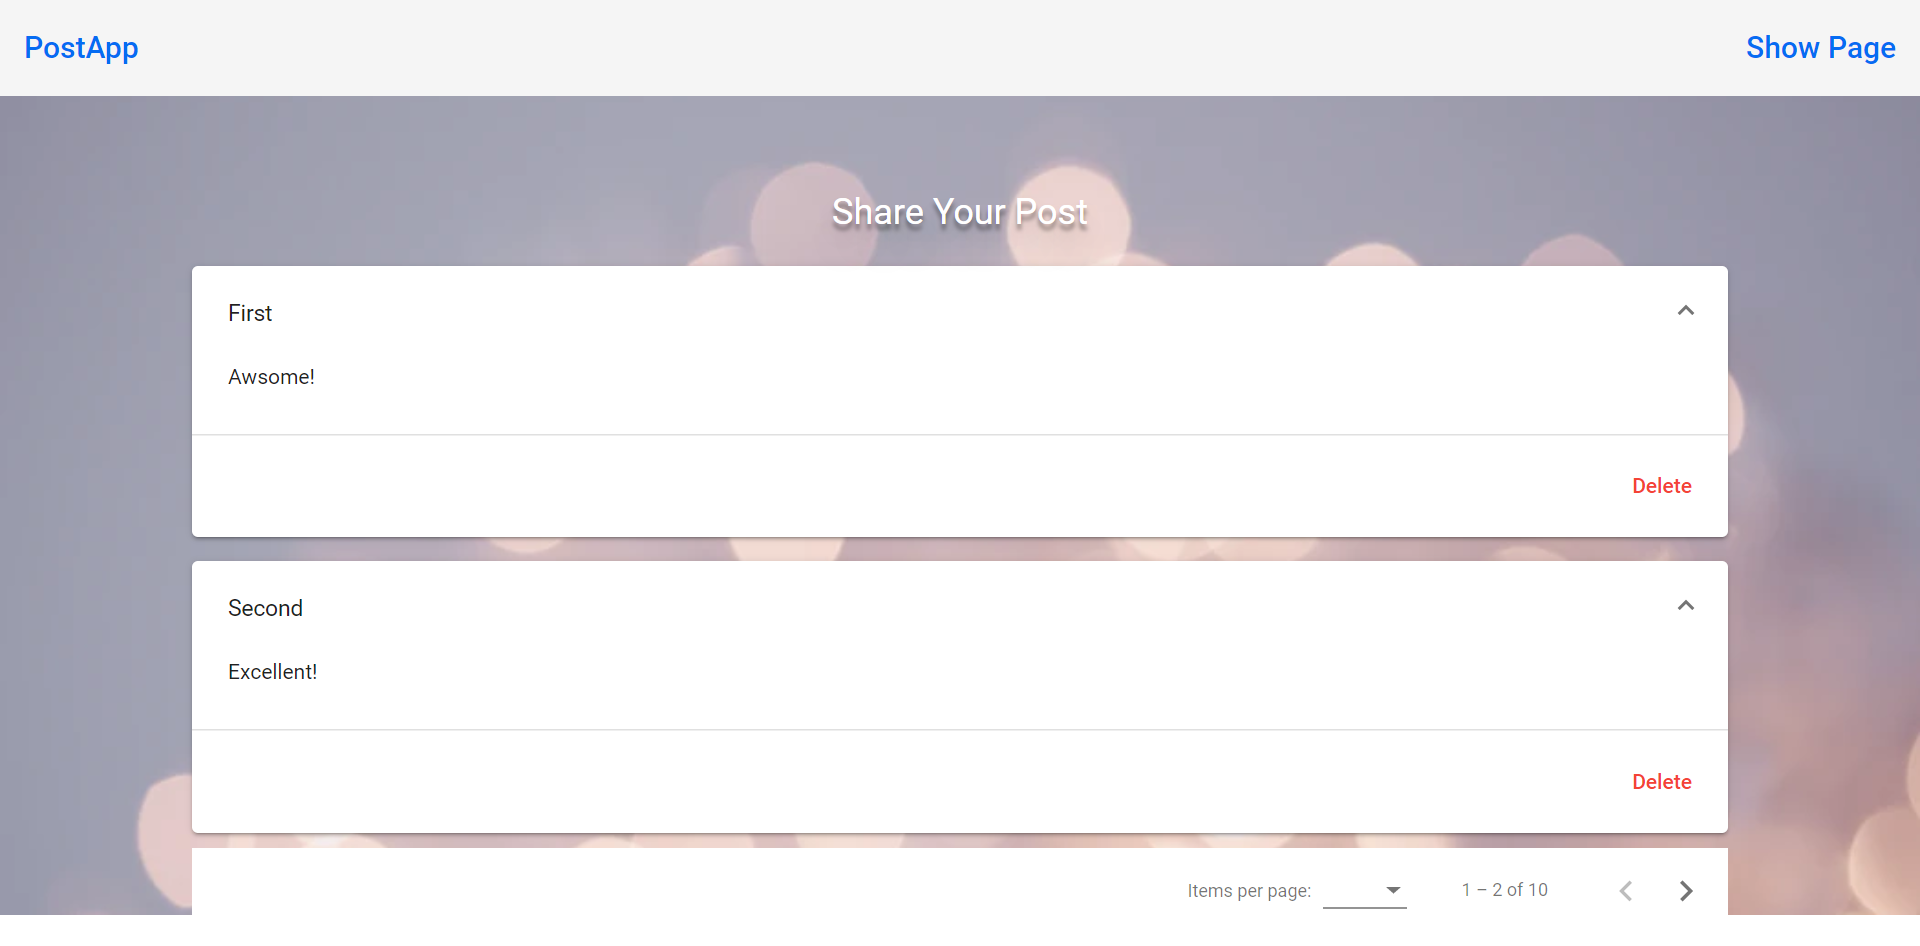 PostApp Show Page
Share Your Post
First
Awsome!
Delete
Second
Excellent!
Delete
Items per page: 1 – 2 of 10